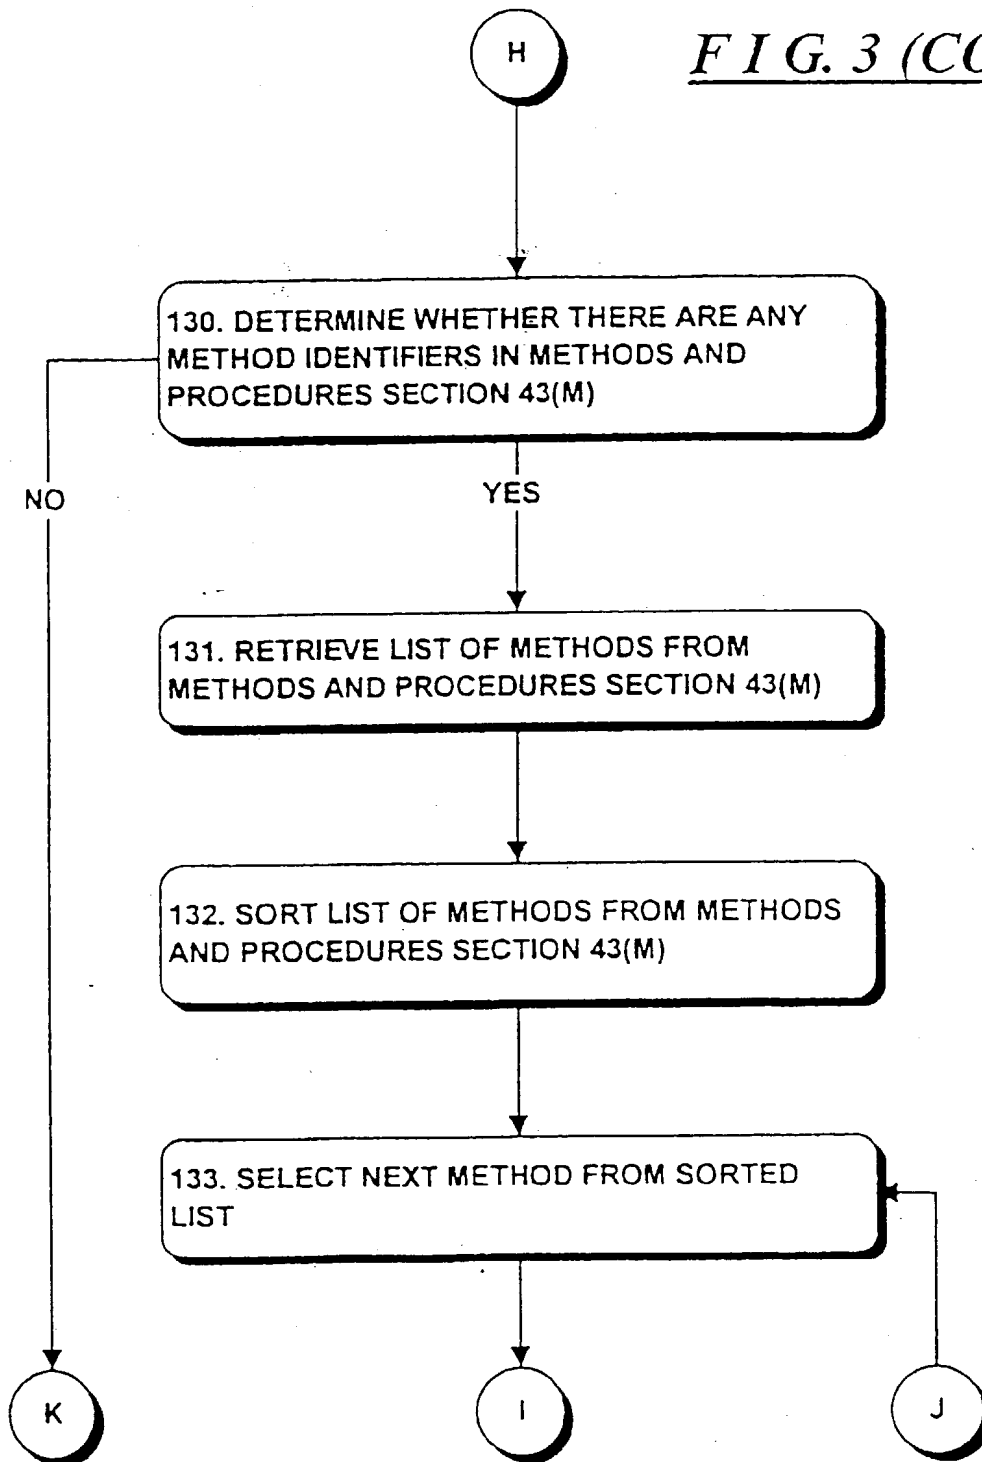 H
FIG. 3 (CO
130. DETERMINE WHETHER THERE ARE ANY
METHOD IDENTIFIERS IN METHODS AND
PROCEDURES SECTION 43(M)
NO
YES
131. RETRIEVE LIST OF METHODS FROM
METHODS AND PROCEDURES SECTION 43(M)
132. SORT LIST OF METHODS FROM METHODS
AND PROCEDURES SECTION 43(M)
133. SELECT NEXT METHOD FROM SORTED
LIST
K
I
J